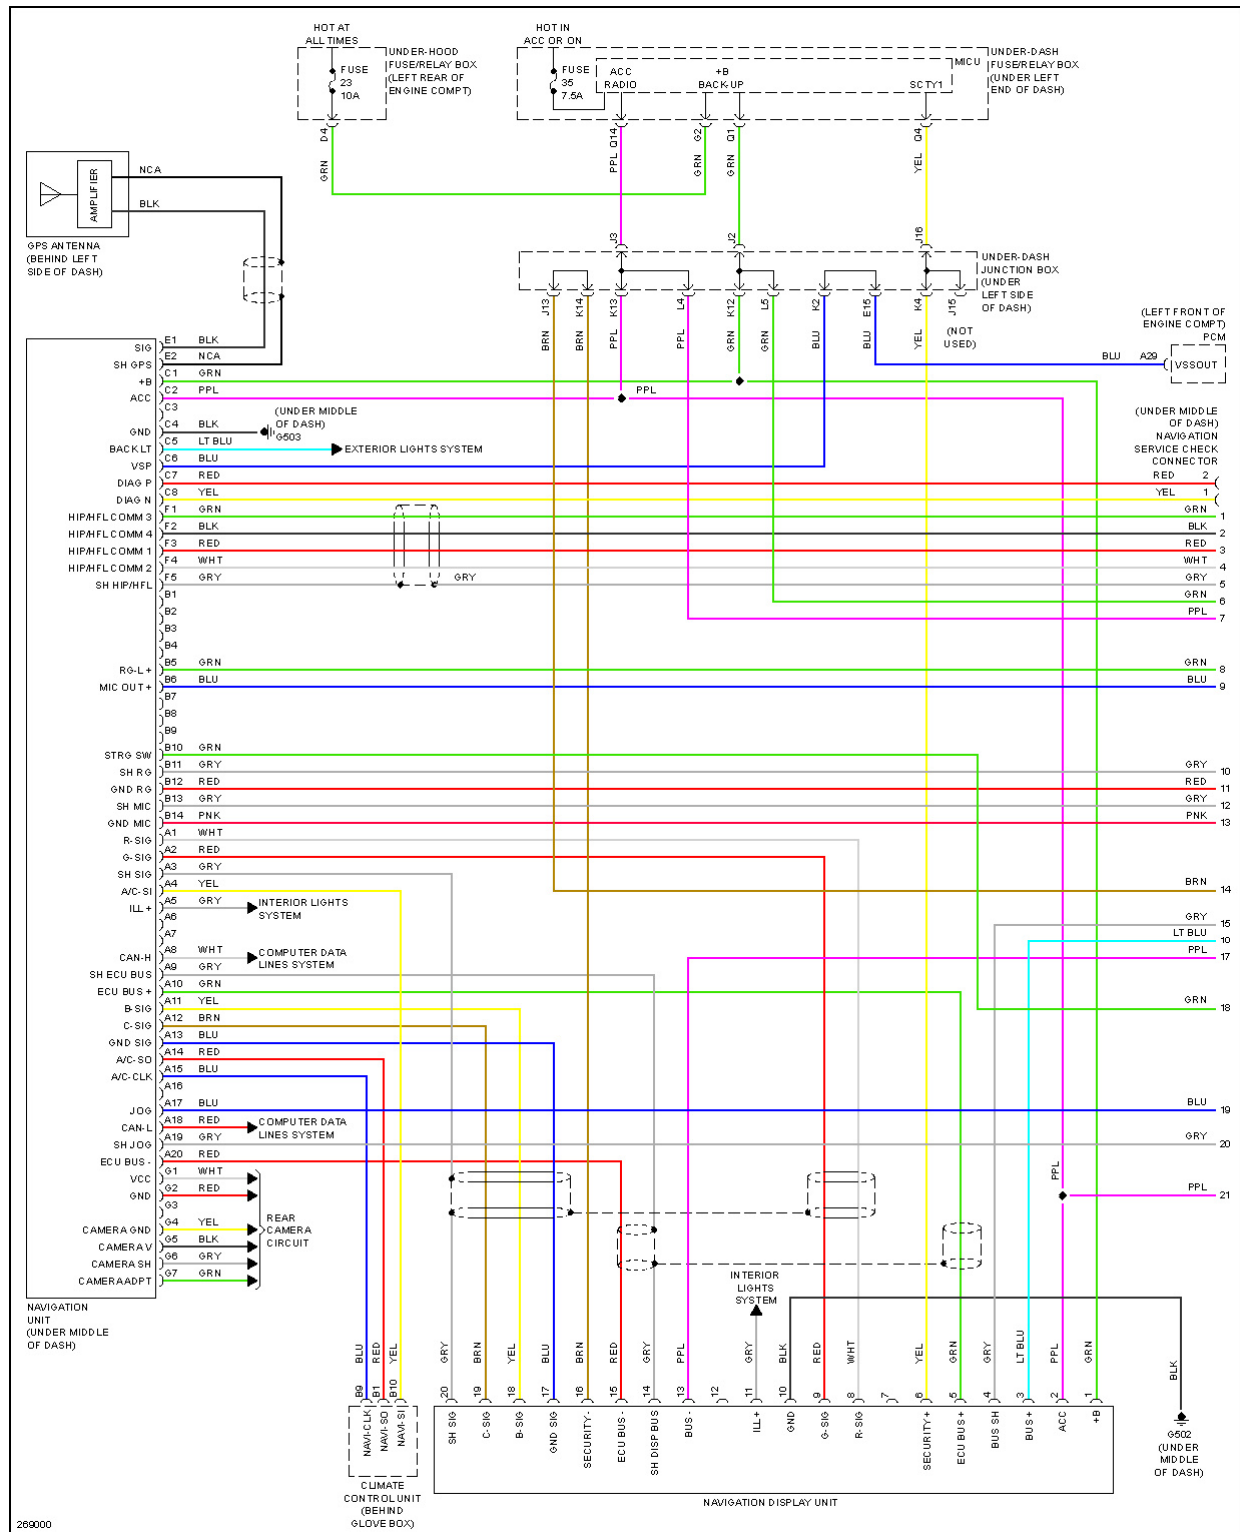 HOT AT
ALL TIMES
FUSE
23
10A
UNDER-HOOD
FUSE/RELAY BOX
(LEFT REAR OF
ENGINE COMPT)
HOT IN
ACC OR ON
FUSE
35
7.5A
ACC
RADIO
+B
BACK-UP
SCTY1
MICU
UNDER-DASH
FUSE/RELAY BOX
(UNDER LEFT
END OF DASH)
D4
Q14
G2
Q1
Q4
GRN
PPL
GRN
GRN
YEL
AMPLIFIER
NCA
BLK
GPS ANTENNA
(BEHIND LEFT
SIDE OF DASH)
J3
J2
J16
UNDER-DASH
JUNCTION BOX
(UNDER
LEFT SIDE
OF DASH)
J13
K14
K13
L4
K12
L5
K2
E15
K4
J15
BRN
BRN
PPL
PPL
GRN
GRN
BLU
BLU
YEL
(NOT
USED)
(LEFT FRONT OF
ENGINE COMPT)
PCM
BLU A29
VSSOUT
SIG E1 BLK
SH GPS E2 NCA
+B C1 GRN
ACC C2 PPL
PPL
C3
GND C4 BLK
(UNDER MIDDLE
OF DASH)
G503
BACK LT C5 LT BLU
EXTERIOR LIGHTS SYSTEM
VSP C6 BLU
(UNDER MIDDLE
OF DASH)
NAVIGATION
SERVICE CHECK
CONNECTOR
DIAG P C7 RED RED 2
DIAG N C8 YEL YEL 1
HIP/HFL COMM 3 F1 GRN GRN 1
HIP/HFL COMM 4 F2 BLK BLK 2
HIP/HFL COMM 1 F3 RED RED 3
HIP/HFL COMM 2 F4 WHT WHT 4
SH HIP/HFL F5 GRY GRY GRY 5
B1 GRN 6
B2 PPL 7
B3
B4
RG-L + B5 GRN GRN 8
MIC OUT + B6 BLU BLU 9
B7
B8
B9
STRG SW B10 GRN
SH RG B11 GRY GRY 10
GND RG B12 RED RED 11
SH MIC B13 GRY GRY 12
GND MIC B14 PNK PNK 13
R-SIG A1 WHT
G-SIG A2 RED
SH SIG A3 GRY
A/C-SI A4 YEL BRN 14
ILL + A5 GRY
INTERIOR LIGHTS
SYSTEM
A6 GRY 15
A7 LT BLU 10
CAN-H A8 WHT PPL 17
COMPUTER DATA
LINES SYSTEM
SH ECU BUS A9 GRY
ECU BUS + A10 GRN
B-SIG A11 YEL GRN 18
C-SIG A12 BRN
GND SIG A13 BLU
A/C-SO A14 RED
A/C-CLK A15 BLU
A16
JOG A17 BLU BLU 19
CAN-L A18 RED
COMPUTER DATA
LINES SYSTEM
SH JOG A19 GRY GRY 20
ECU BUS - A20 RED
VCC G1 WHT
PPL
GND G2 RED PPL 21
G3
CAMERA GND G4 YEL
CAMERA V G5 BLK
CAMERA SH G6 GRY
CAMERA ADPT G7 GRN
REAR
CAMERA
CIRCUIT
NAVIGATION
UNIT
(UNDER MIDDLE
OF DASH)
INTERIOR
LIGHTS
SYSTEM
BLU
RED
YEL
GRY
BRN
YEL
BLU
BRN
RED
GRY
PPL
GRY
BLK
RED
WHT
YEL
GRN
GRY
LT BLU
PPL
GRN
BLK
B9
B1
B10
20
19
18
17
16
15
14
13
12
11
10
9
8
7
6
5
4
3
2
1
NAVI-CLK
NAVI-SO
NAVI-SI
SH SIG
C-SIG
B-SIG
GND SIG
SECURITY-
ECU BUS -
SH DISP BUS
BUS -
ILL+
GND
G-SIG
R-SIG
SECURITY+
ECU BUS+
BUS SH
BUS+
ACC
+B
G502
(UNDER
MIDDLE
OF DASH)
CLIMATE
CONTROL UNIT
(BEHIND
GLOVE BOX)
NAVIGATION DISPLAY UNIT
269000